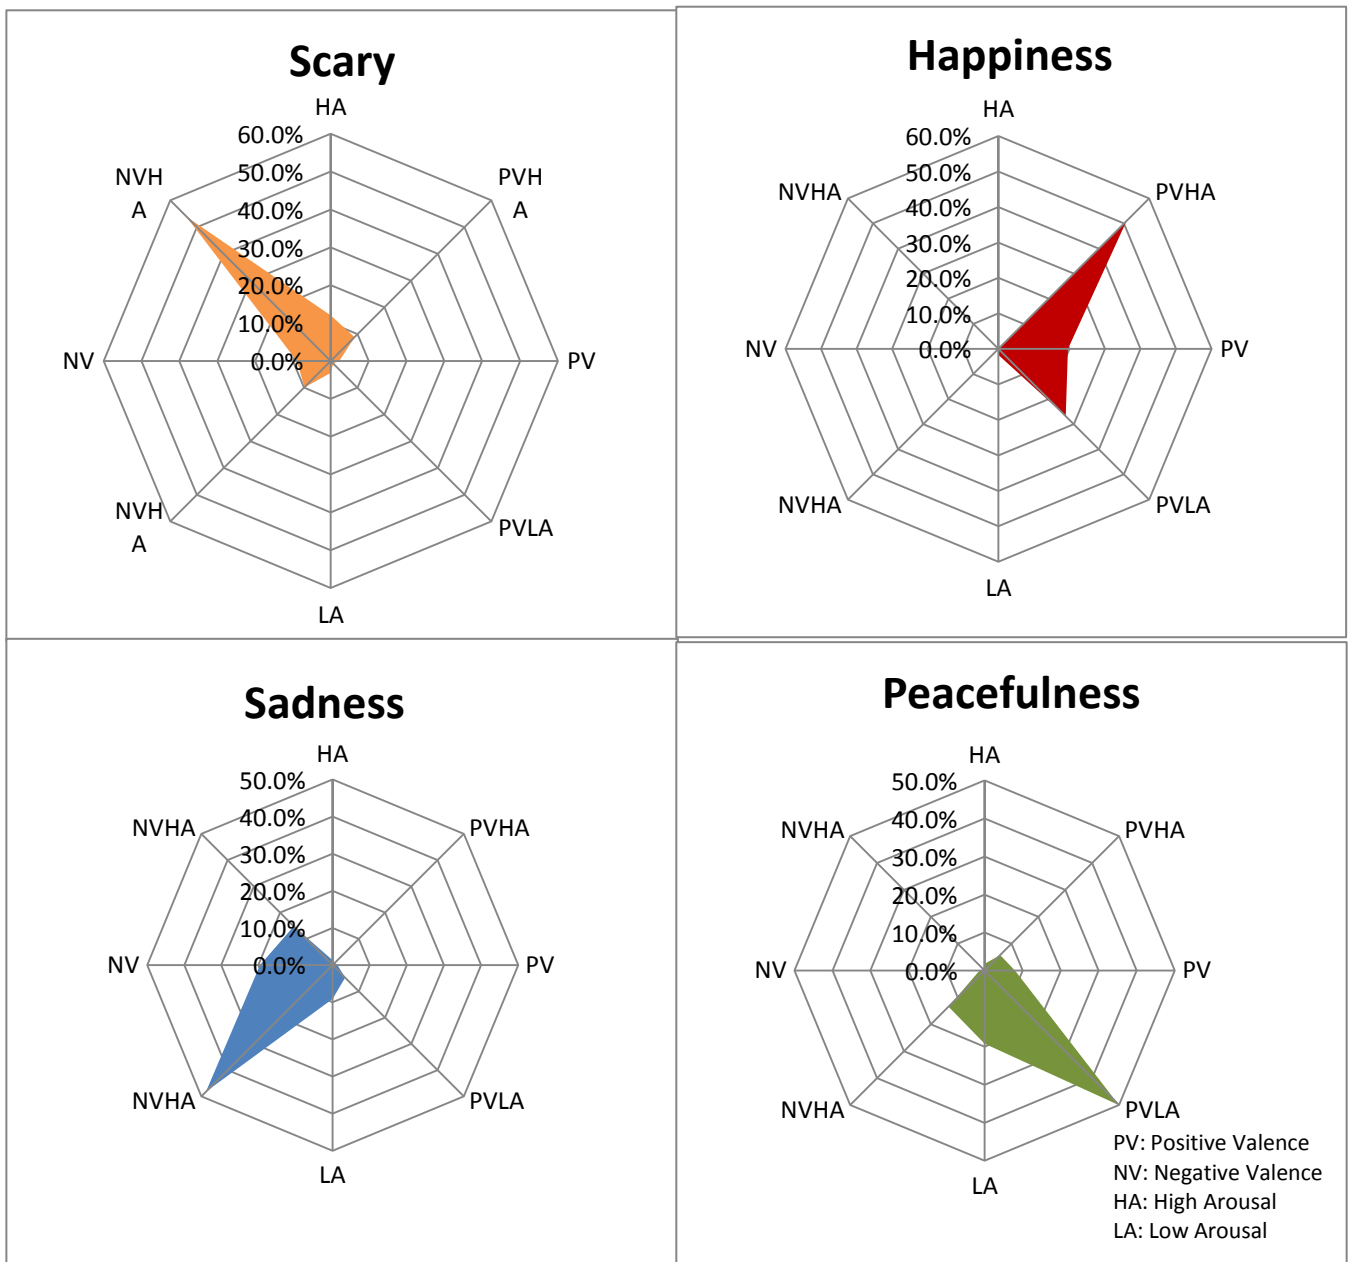 Scary
HA
60.0%
50.0%
40.0%
30.0%
20.0%
10.0%
0.0%
NVH
A
PVH
A
NV
PV
NVH
A
PVLA
LA
Happiness
HA
60.0%
50.0%
40.0%
30.0%
20.0%
10.0%
0.0%
NVHA
PVHA
NV
PV
NVHA
PVLA
LA
Sadness
HA
50.0%
40.0%
30.0%
20.0%
10.0%
0.0%
NVHA
PVHA
NV
PV
NVHA
PVLA
LA
Peacefulness
HA
50.0%
40.0%
30.0%
20.0%
10.0%
0.0%
NVHA
PVHA
NV
PV
NVHA
PVLA
LA
PV: Positive Valence
NV: Negative Valence
HA: High Arousal
LA: Low Arousal